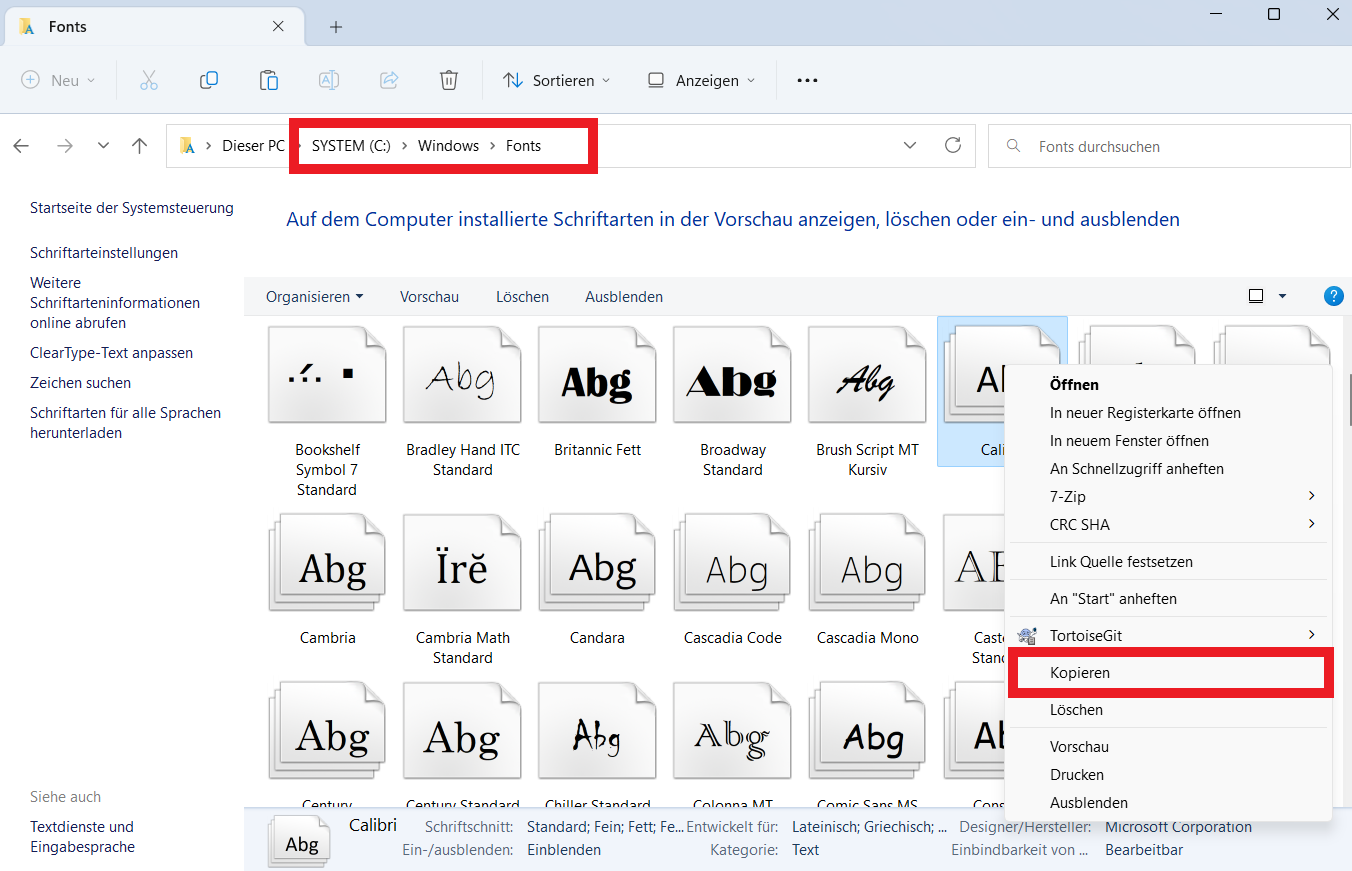 Fonts
Neu
Sortieren
Anzeigen
Dieser PC
SYSTEM (C:)
Windows
Fonts
Fonts durchsuchen
Startseite der Systemsteuerung
Schriftarteinstellungen
Weitere
Schriftarteninformationen
online abrufen
ClearType-Text anpassen
Zeichen suchen
Schriftarten für alle Sprachen
herunterladen
Siehe auch
Textdienste und
Eingabesprache
Auf dem Computer installierte Schriftarten in der Vorschau anzeigen, löschen oder ein- und ausblenden
Organisieren
Vorschau
Löschen
Ausblenden
?
Abg
Abg
Abg
Abg
Bookshelf
Symbol 7
Standard
Bradley Hand ITC
Standard
Britannic Fett
Broadway
Standard
Brush Script MT
Kursiv
Abg
Ïrĕ
Abg
Abg
Abg
Cambria
Cambria Math
Standard
Candara
Cascadia Code
Cascadia Mono
Abg
Abg
Abg
Abg
Abg
Century
Century Standard
Chiller Standard
Colonna MT
Comic Sans MS
Öffnen
In neuer Registerkarte öffnen
In neuem Fenster öffnen
An Schnellzugriff anheften
7-Zip
CRC SHA
Link Quelle festsetzen
An "Start" anheften
TortoiseGit
Kopieren
Löschen
Vorschau
Drucken
Ausblenden
Abg
Calibri
Schriftschnitt: Standard; Fein; Fett; Fe...
Ein-/ausblenden: Einblenden
Entwickelt für: Lateinisch; Griechisch; ...
Kategorie: Text
Designer/Hersteller: Microsoft Corporation
Einbindbarkeit von ... Bearbeitbar